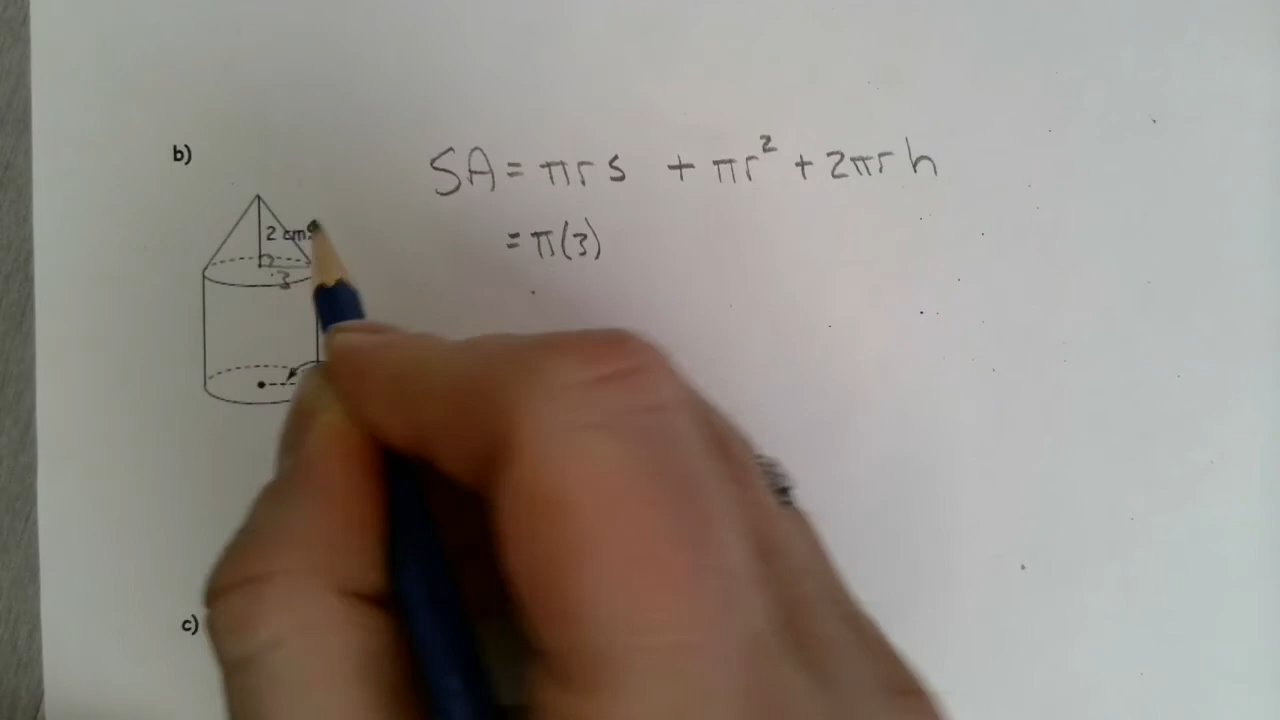 b)
SA = πrs + πr² + 2πrh
= π(3)
2 cm
3
c)